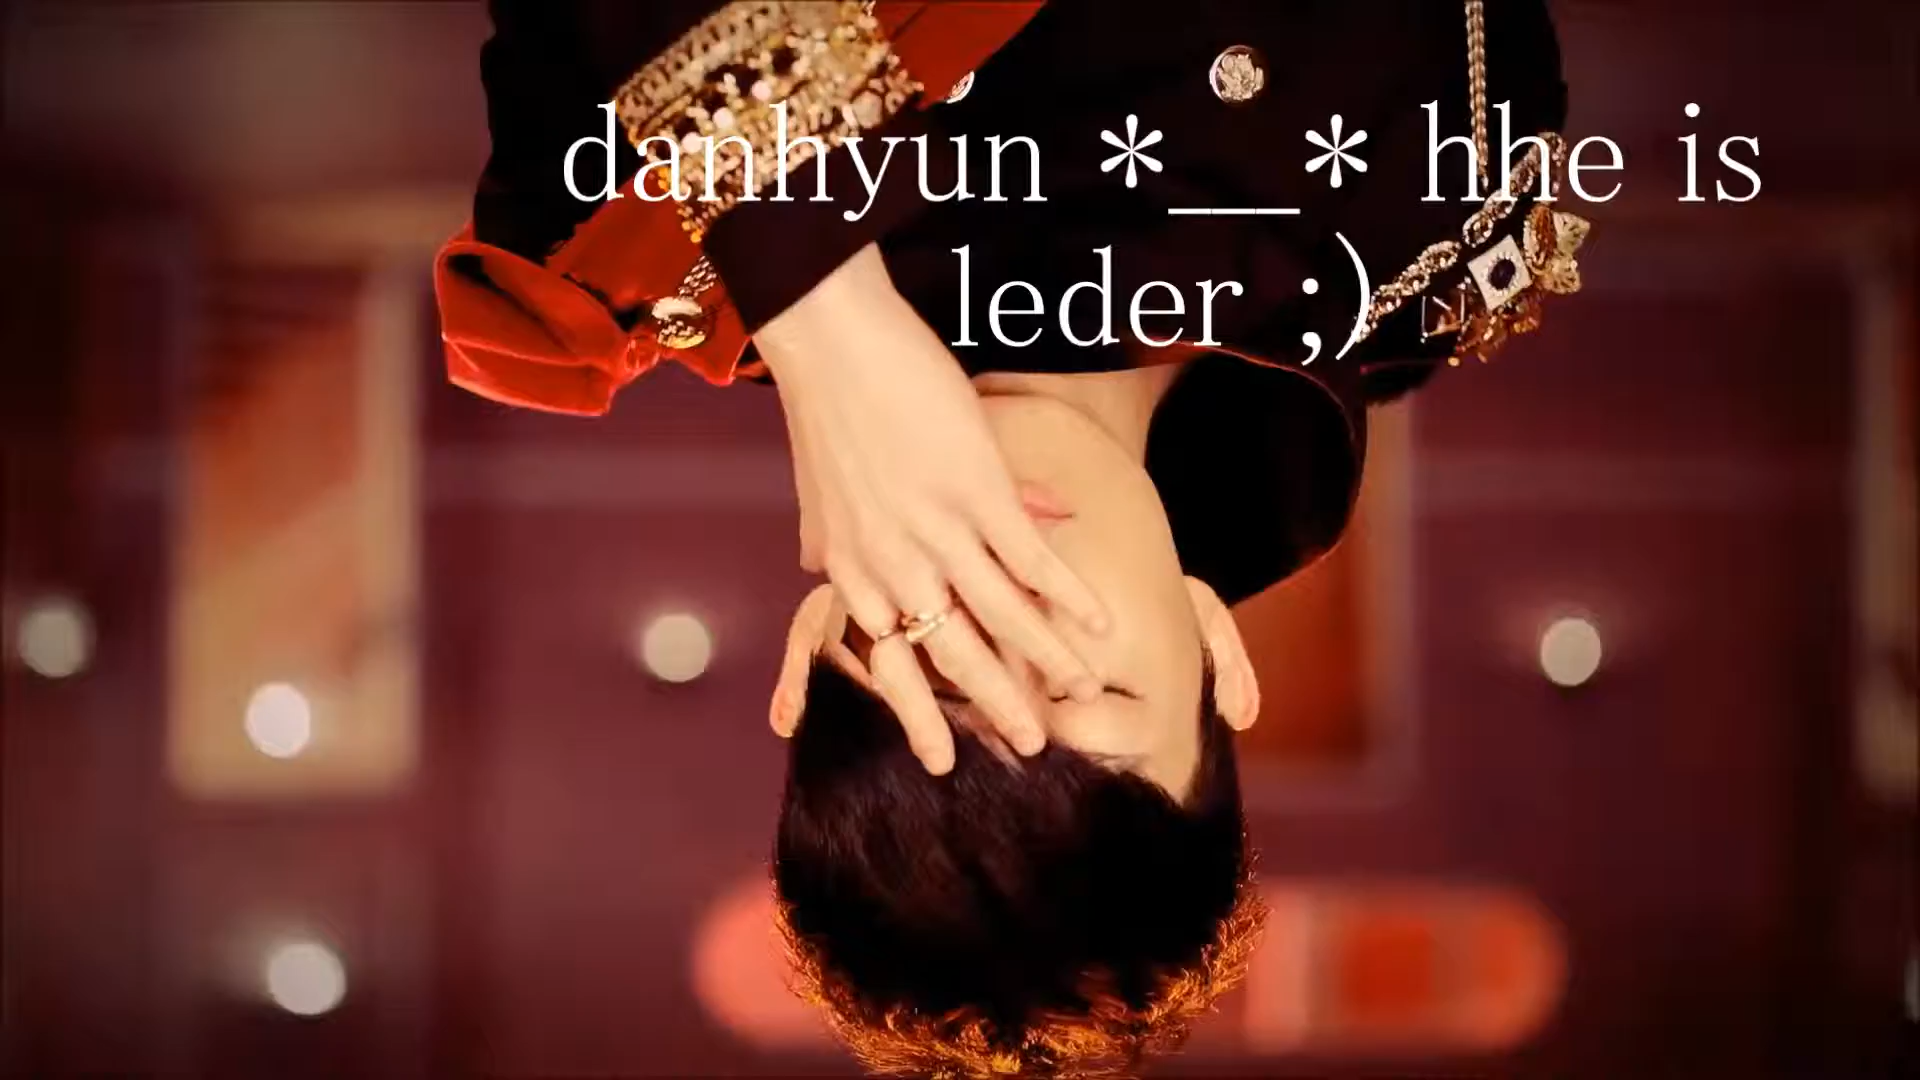 danhyun *__* hhe is
leder ;)